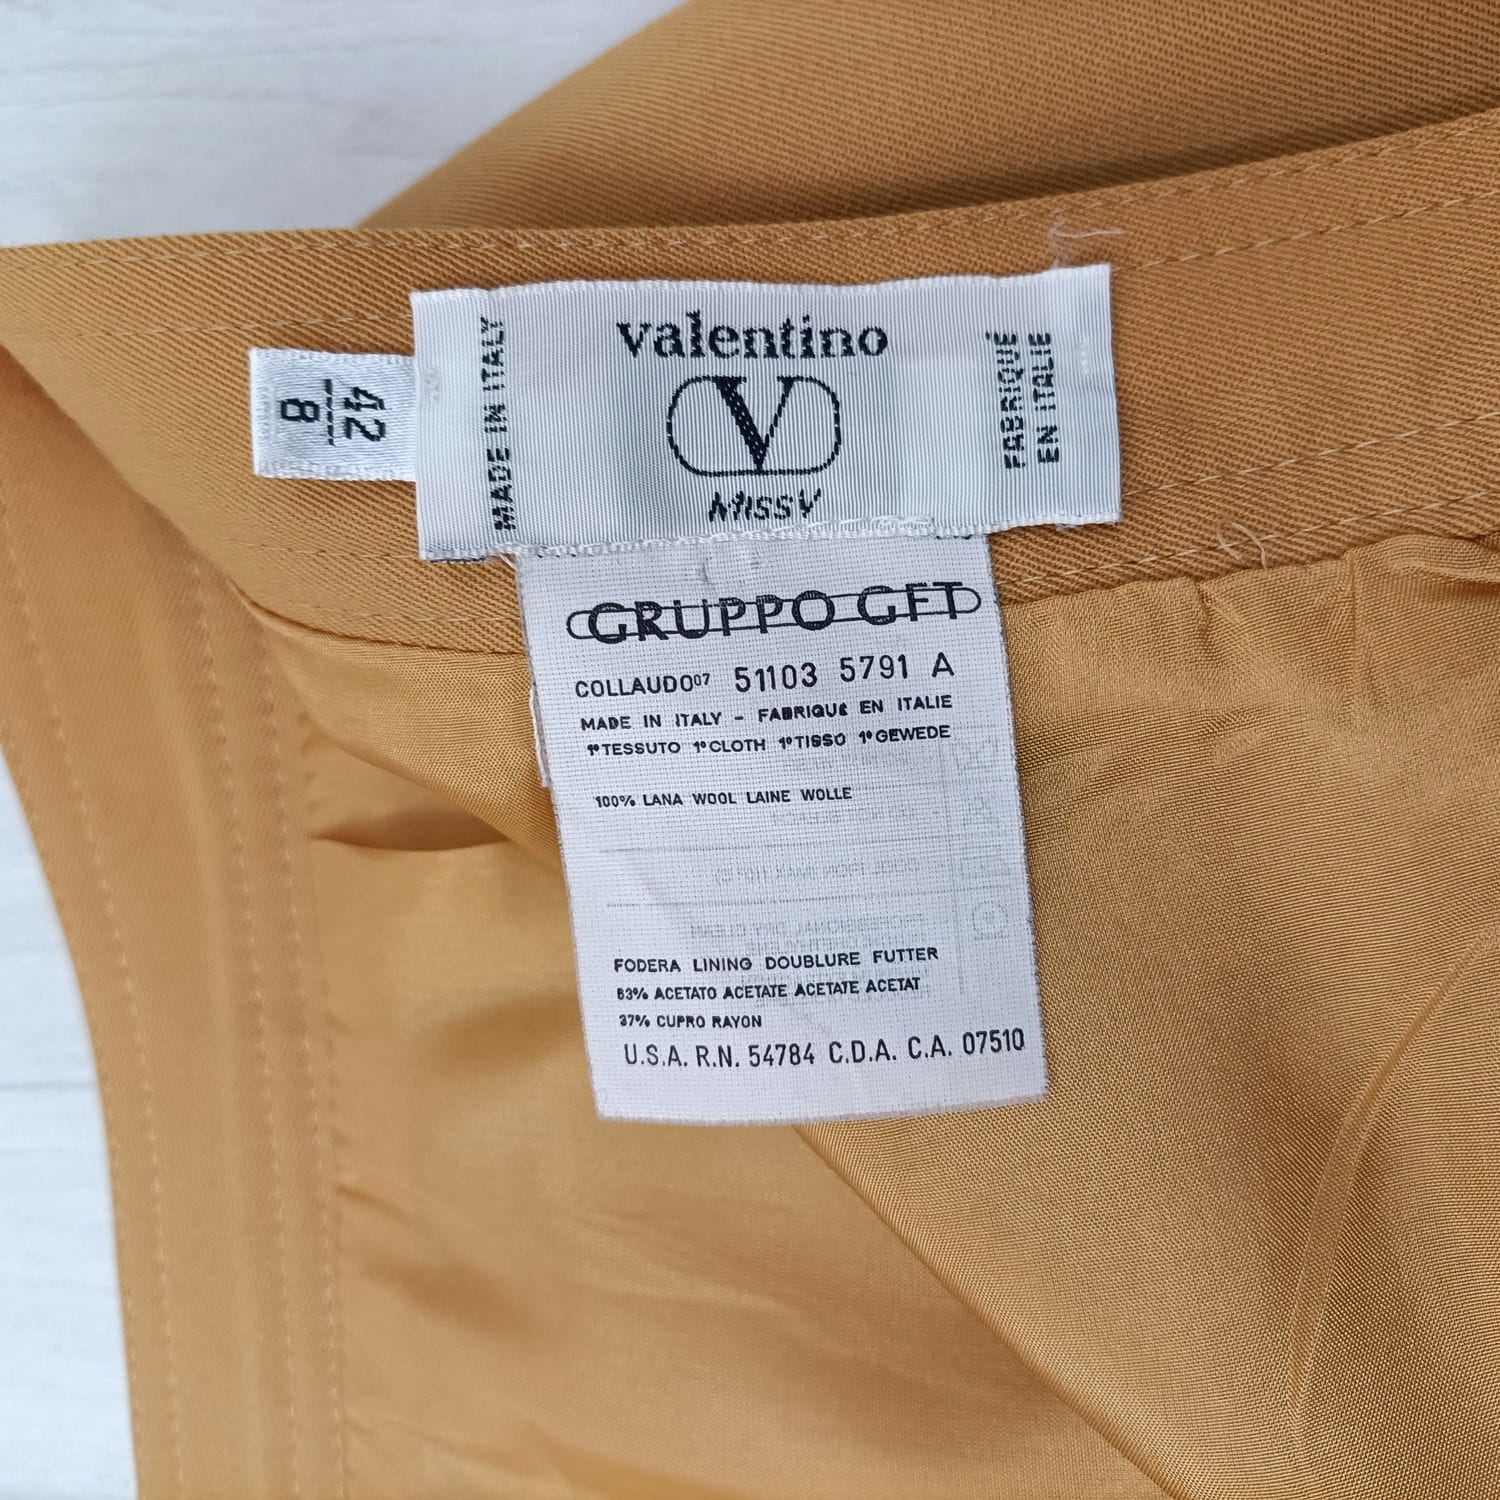 valentino
V
MISSY
MADE IN ITALY
FABRIQUÉ
EN ITALIE
42
8
GRUPPO GFT
COLLAUDO07 51103 5791 A
MADE IN ITALY - FABRIQUÉ EN ITALIE
1°TESSUTO 1°CLOTH 1°TISSO 1°GEWEDE
100% LANA WOOL LAINE WOLLE
FODERA LINING DOUBLURE FUTTER
63% ACETATO ACETATE ACETATE ACETAT
37% CUPRO RAYON
U.S.A. R.N. 54784 C.D.A. C.A. 07510